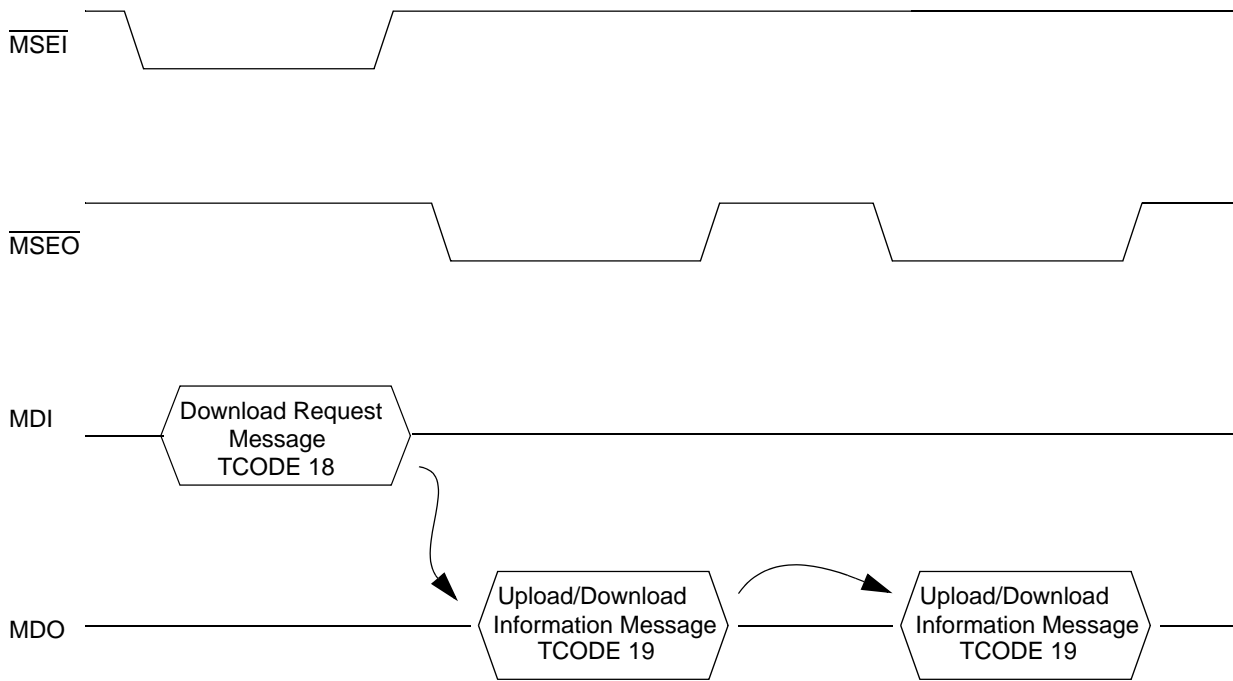 MSEI
MSEO
MDI
Download Request
Message
TCODE 18
MDO
Upload/Download
Information Message
TCODE 19
Upload/Download
Information Message
TCODE 19